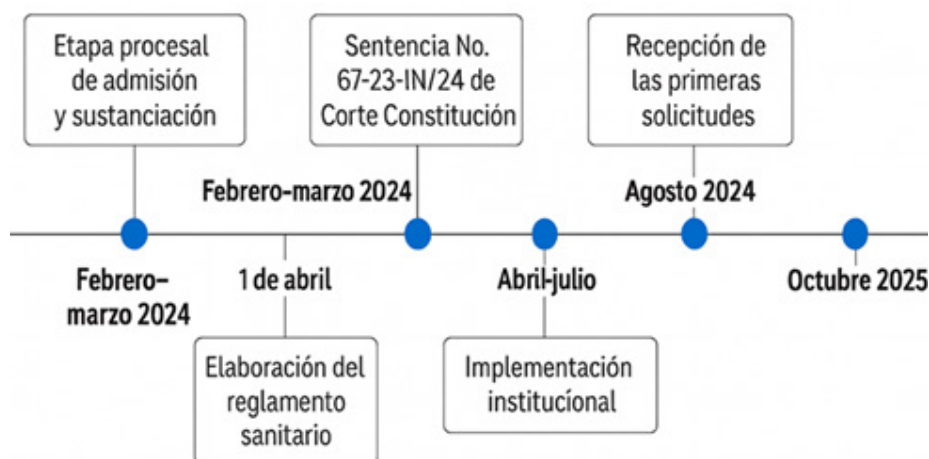 Etapa procesal
de admisión
y sustanciación
Sentencia No.
67-23-IN/24 de
Corte Constitución
Recepción de
las primeras
solicitudes
Febrero-marzo 2024
Agosto 2024
Febrero–
marzo 2024
1 de abril
Abril-julio
Octubre 2025
Elaboración del
reglamento
sanitario
Implementación
institucional